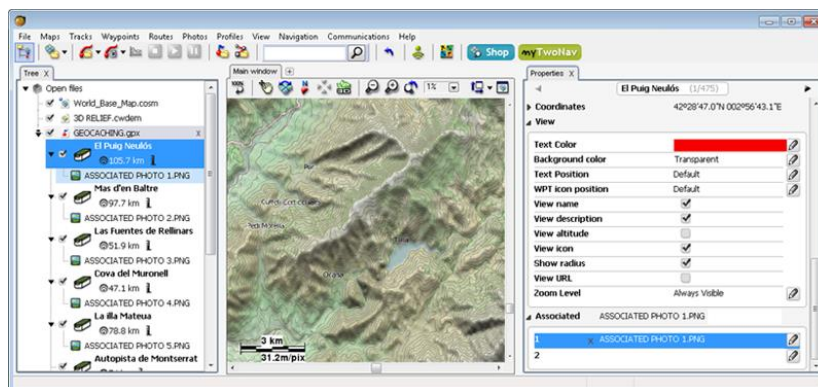 File Maps Tracks Waypoints Routes Photos Profiles View Navigation Communications Help
Shop
myTwoNav
Tree X
Open files
World_Base_Map.cosm
3D RELIEF.cwdem
GEOCACHING.gpx x
El Puig Neulós
105.7 km
ASSOCIATED PHOTO 1.PNG
Mas d'en Baltre
97.7 km
ASSOCIATED PHOTO 2.PNG
Las Fuentes de Rellinars
51.9 km
ASSOCIATED PHOTO 3.PNG
Cova del Muronell
47.1 km
ASSOCIATED PHOTO 4.PNG
La illa Mateua
78.8 km
ASSOCIATED PHOTO 5.PNG
Autopista de Montserrat
Main window
1%
3 km
31.2m/pix
Properties X
El Puig Neulós (1/475)
Coordinates 42º28'47.0"N 002º56'43.1"E
View
Text Color
Background color Transparent
Text Position Default
WPT icon position Default
View name
View description
View altitude
View icon
Show radius
View URL
Zoom Level Always Visible
Associated ASSOCIATED PHOTO 1.PNG
1 x ASSOCIATED PHOTO 1.PNG
2